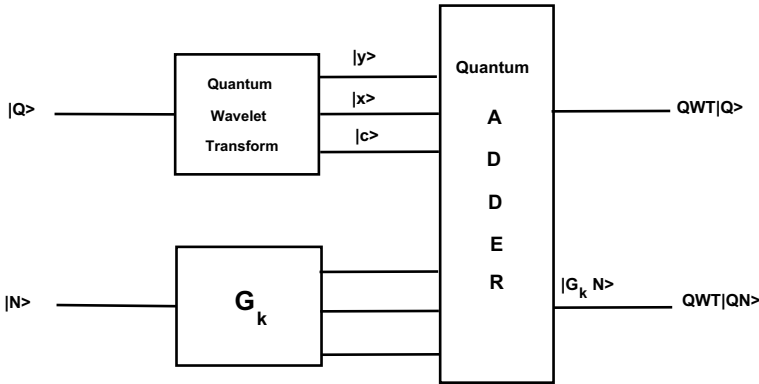 |Q>
Quantum
Wavelet
Transform
|y>
|x>
|c>
Quantum
A
D
D
E
R
QWT|Q>
|N>
G k
|G k N>
QWT|QN>